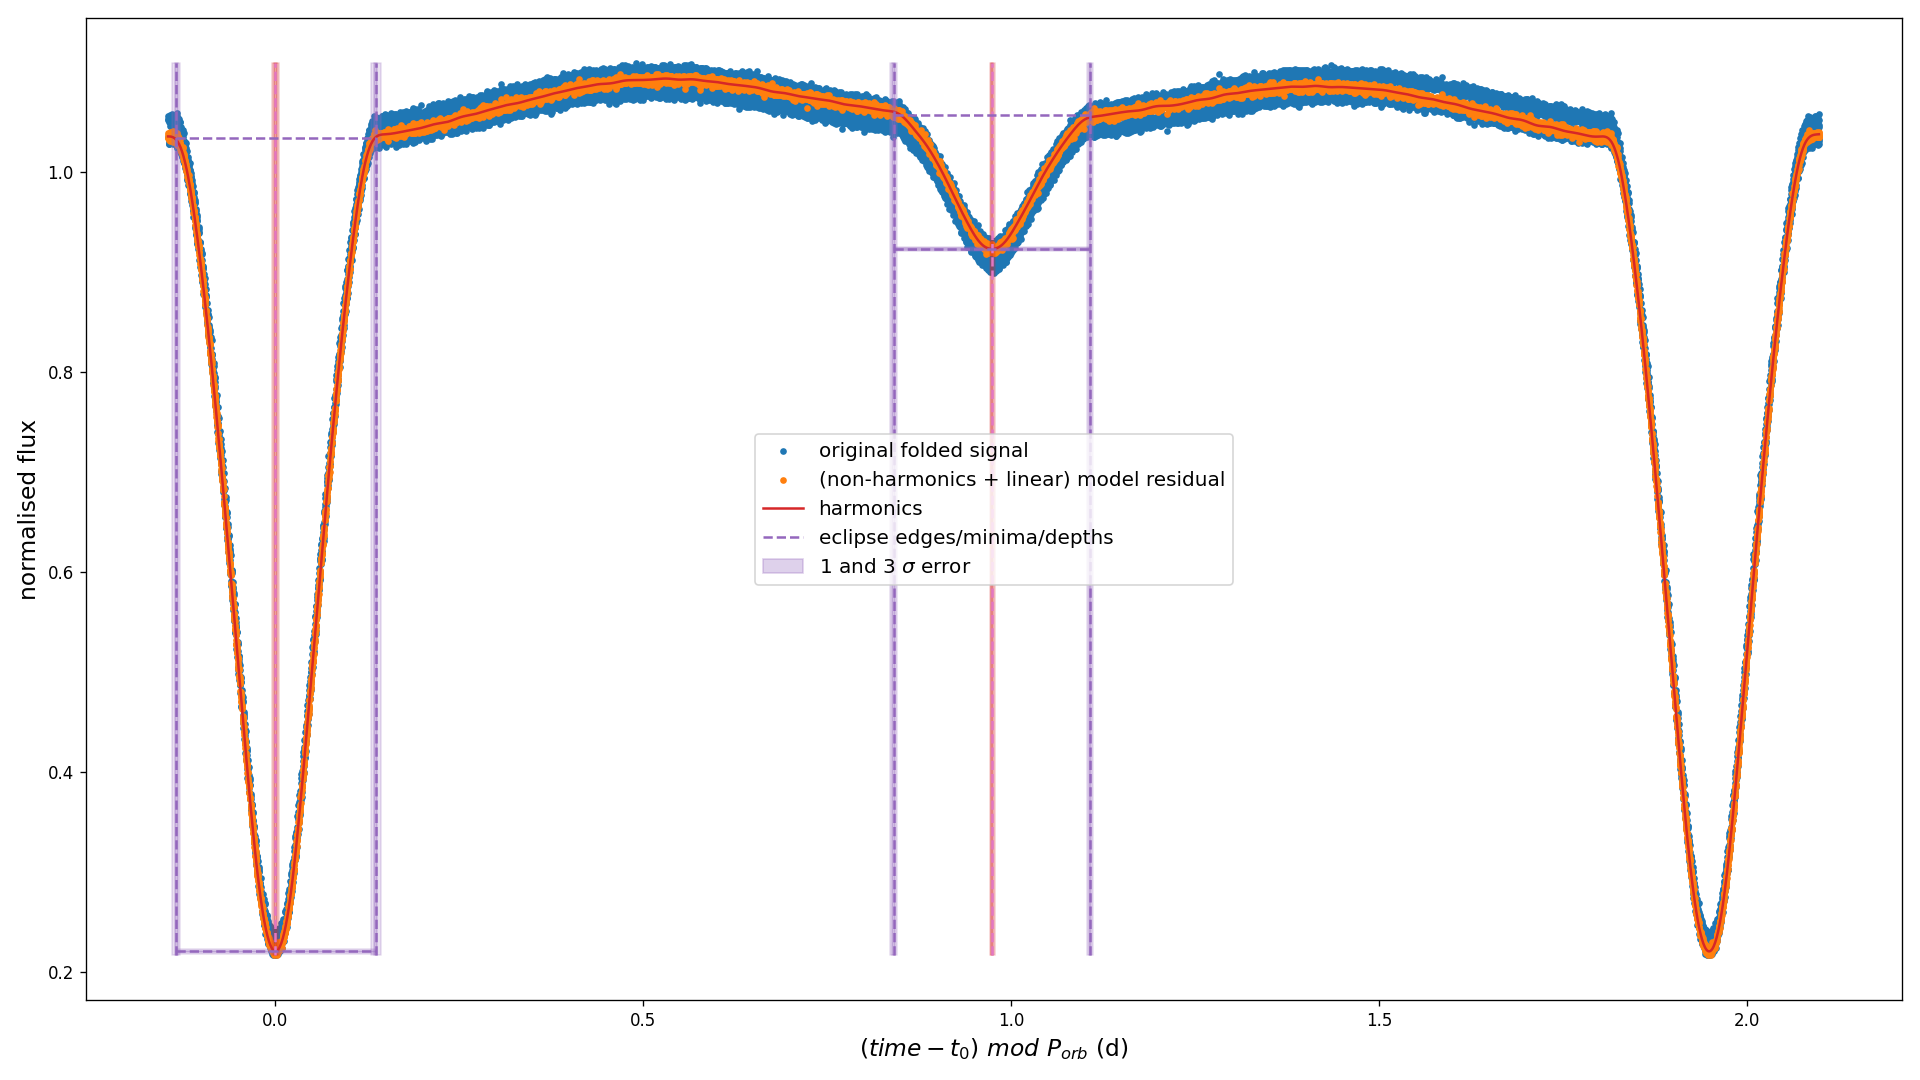 normalised flux
1.0
0.8
0.6
0.4
0.2
original folded signal
(non-harmonics + linear) model residual
harmonics
eclipse edges/minima/depths
1 and 3 σ error
0.0 0.5 1.0 1.5 2.0
(time − t₀) mod Pₒᵣb (d)